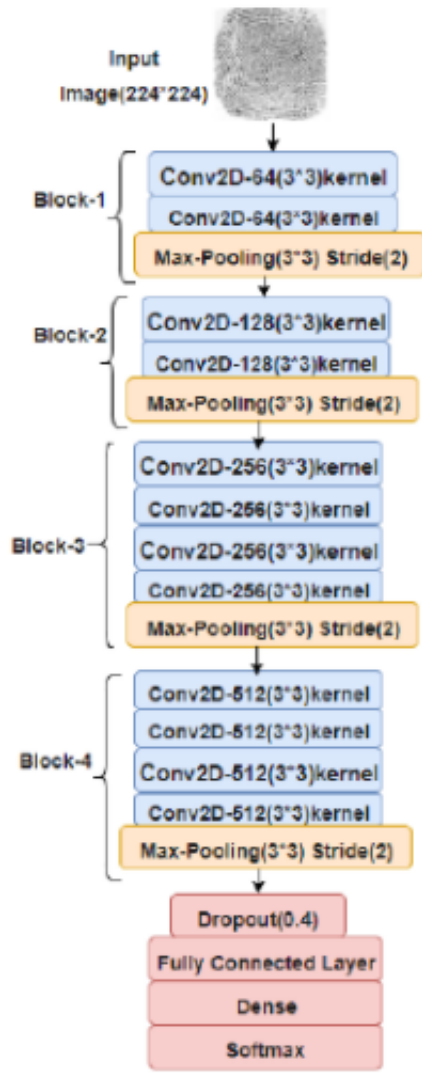 Input
Image(224*224)
Block-1
Conv2D-64(3*3)kernel
Conv2D-64(3*3)kernel
Max-Pooling(3*3) Stride(2)
Block-2
Conv2D-128(3*3)kernel
Conv2D-128(3*3)kernel
Max-Pooling(3*3) Stride(2)
Block-3
Conv2D-256(3*3)kernel
Conv2D-256(3*3)kernel
Conv2D-256(3*3)kernel
Conv2D-256(3*3)kernel
Max-Pooling(3*3) Stride(2)
Block-4
Conv2D-512(3*3)kernel
Conv2D-512(3*3)kernel
Conv2D-512(3*3)kernel
Conv2D-512(3*3)kernel
Max-Pooling(3*3) Stride(2)
Dropout(0.4)
Fully Connected Layer
Dense
Softmax